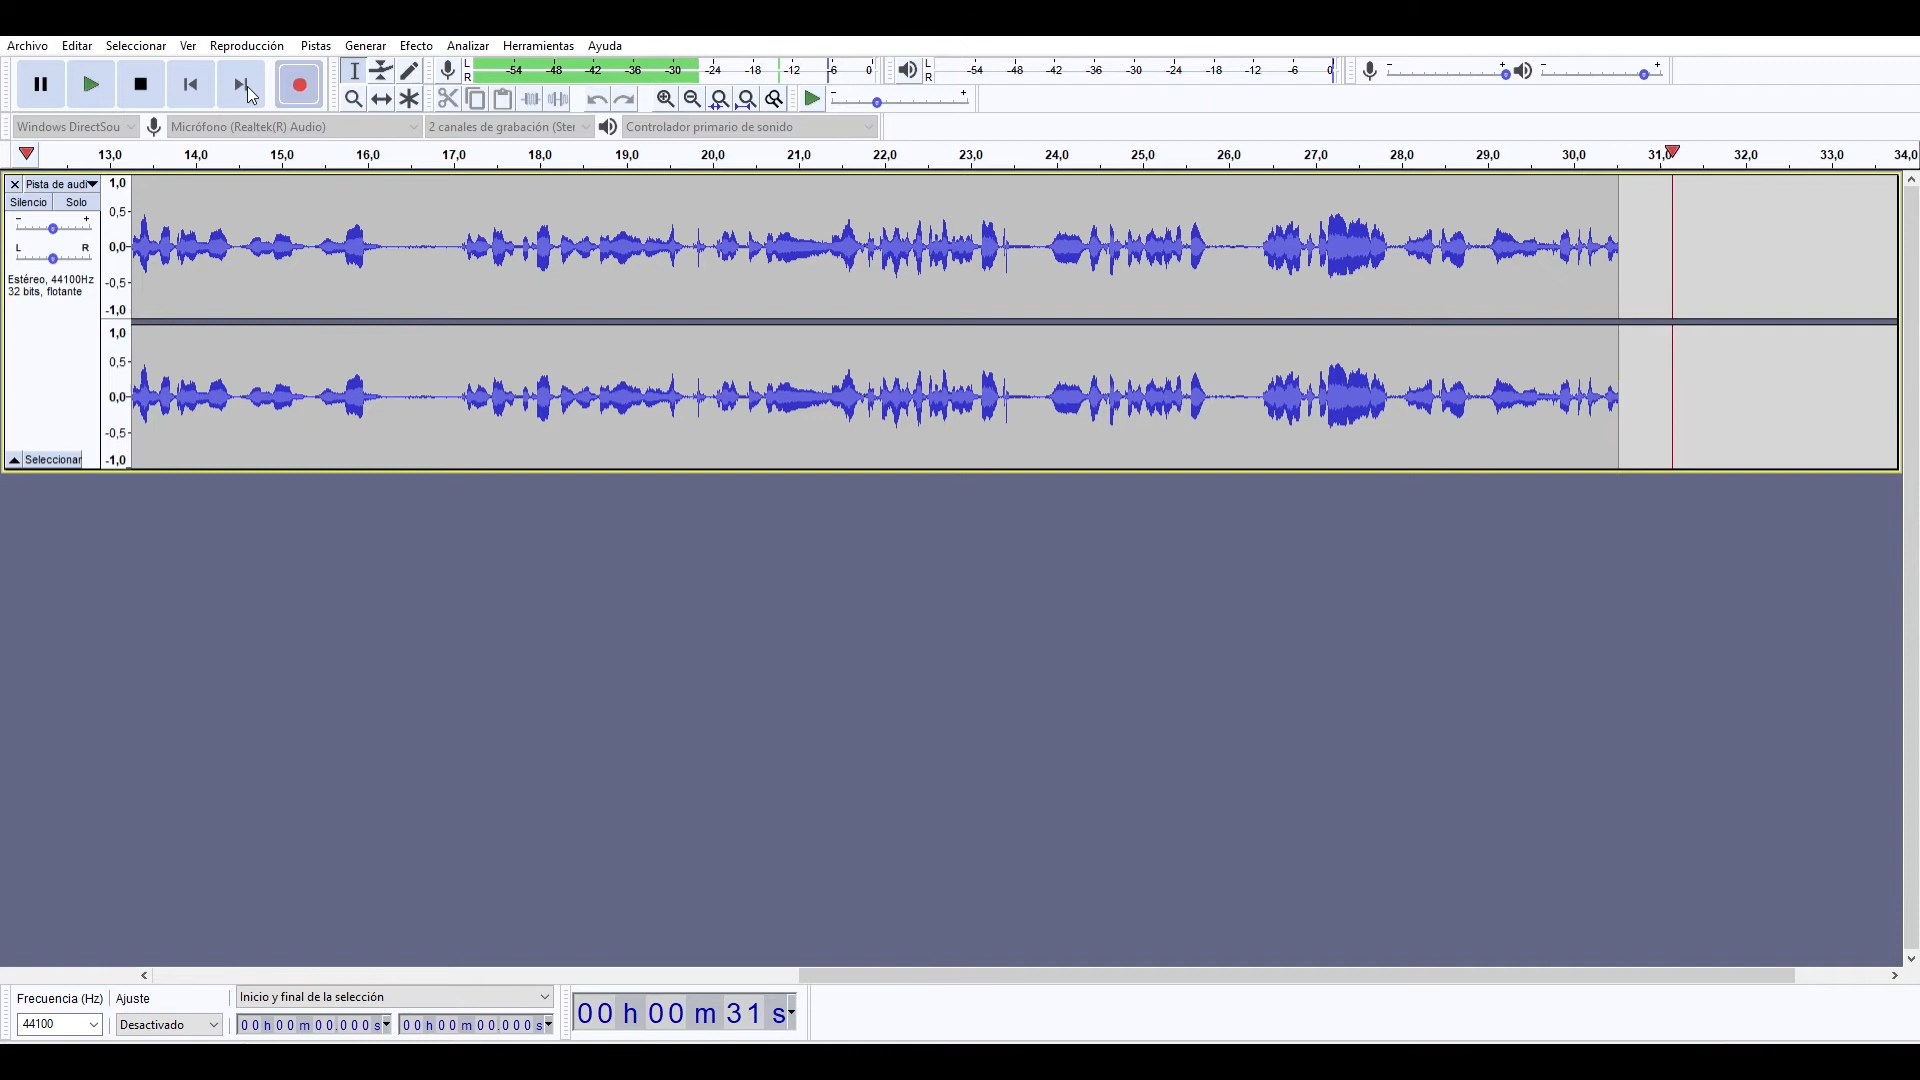 Archivo Editar Seleccionar Ver Reproducción Pistas Generar Efecto Analizar Herramientas Ayuda
L R -54 -48 -42 -36 -30 -24 -18 -12 -6 0
L R -54 -48 -42 -36 -30 -24 -18 -12 -6 0
- + - +
- +
Windows DirectSou Micrófono (Realtek(R) Audio) 2 canales de grabación (Ster Controlador primario de sonido
13,0 14,0 15,0 16,0 17,0 18,0 19,0 20,0 21,0 22,0 23,0 24,0 25,0 26,0 27,0 28,0 29,0 30,0 31,0 32,0 33,0 34,0
Pista de audi
Silencio Solo
- +
L R
Estéreo, 44100Hz
32 bits, flotante
Seleccionar
1,0
0,5
0,0
-0,5
-1,0
1,0
0,5
0,0
-0,5
-1,0
Frecuencia (Hz) Ajuste Inicio y final de la selección
44100 Desactivado 00h00m00.000s 00h00m00.000s
00 h 00 m 31 s